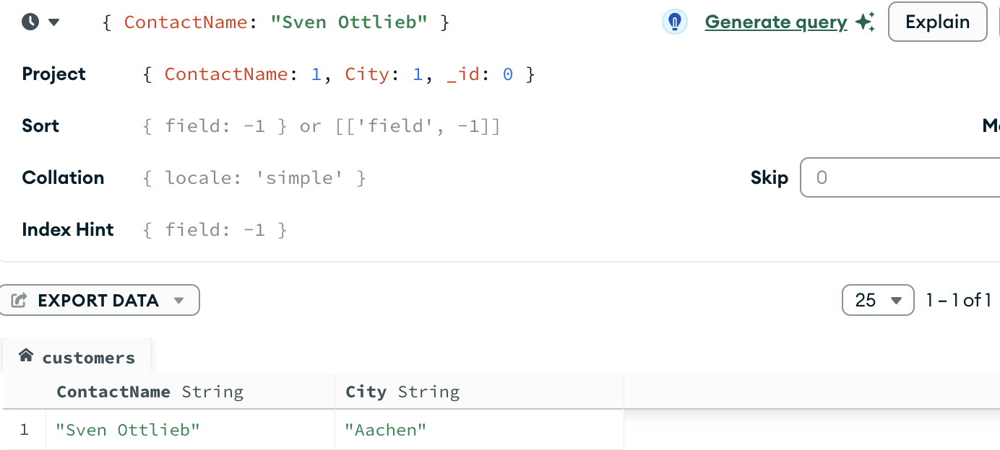 { ContactName: "Sven Ottlieb" }
Generate query
Explain
Project { ContactName: 1, City: 1, _id: 0 }
Sort { field: -1 } or [['field', -1]]
Collation { locale: 'simple' }
Skip 0
Index Hint { field: -1 }
EXPORT DATA
25 1 – 1 of 1
customers
ContactName String City String
1 "Sven Ottlieb" "Aachen"